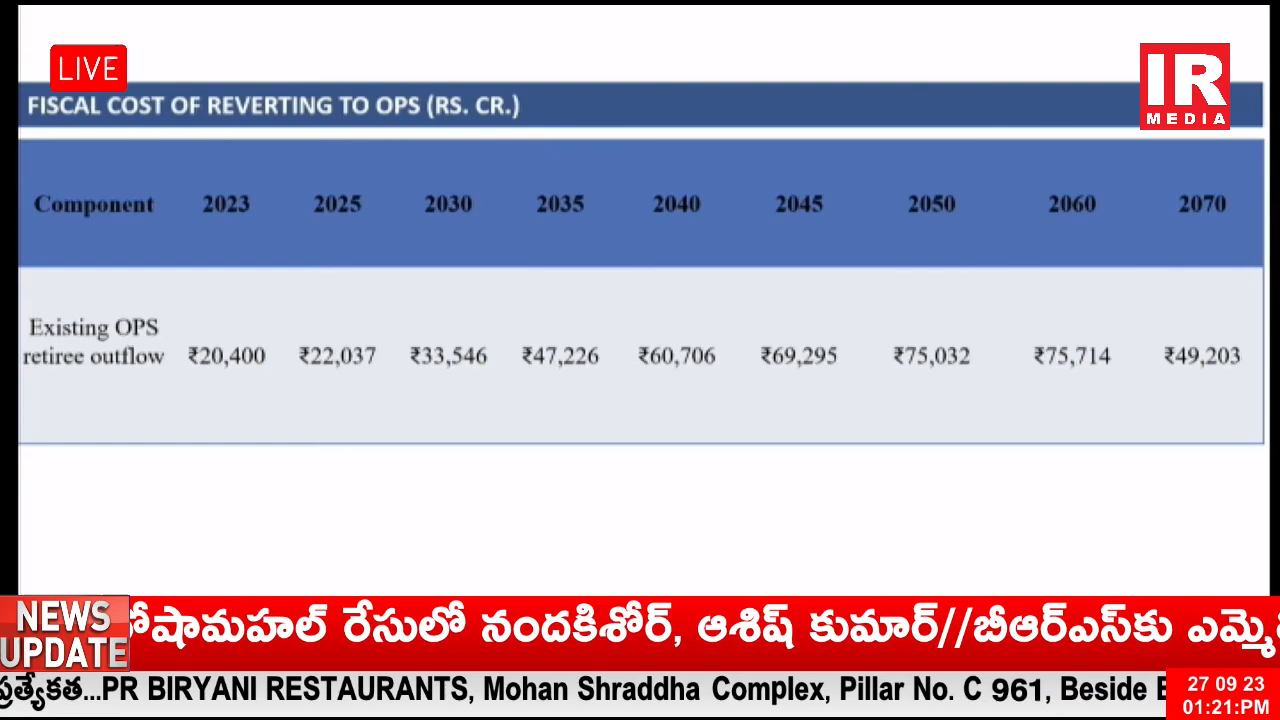 LIVE
IR
MEDIA
FISCAL COST OF REVERTING TO OPS (RS. CR.)
Component 2023 2025 2030 2035 2040 2045 2050 2060 2070
Existing OPS
retiree outflow ₹20,400 ₹22,037 ₹33,546 ₹47,226 ₹60,706 ₹69,295 ₹75,032 ₹75,714 ₹49,203
NEWS
UPDATE
రేసులో నందకిశోర్, ఆశిష్ కుమార్//బీఆర్ఎస్‌కు
ప్రత్యేకత...PR BIRYANI RESTAURANTS, Mohan Shraddha Complex, Pillar No. C 961, Beside
27 09 23
01:21:PM